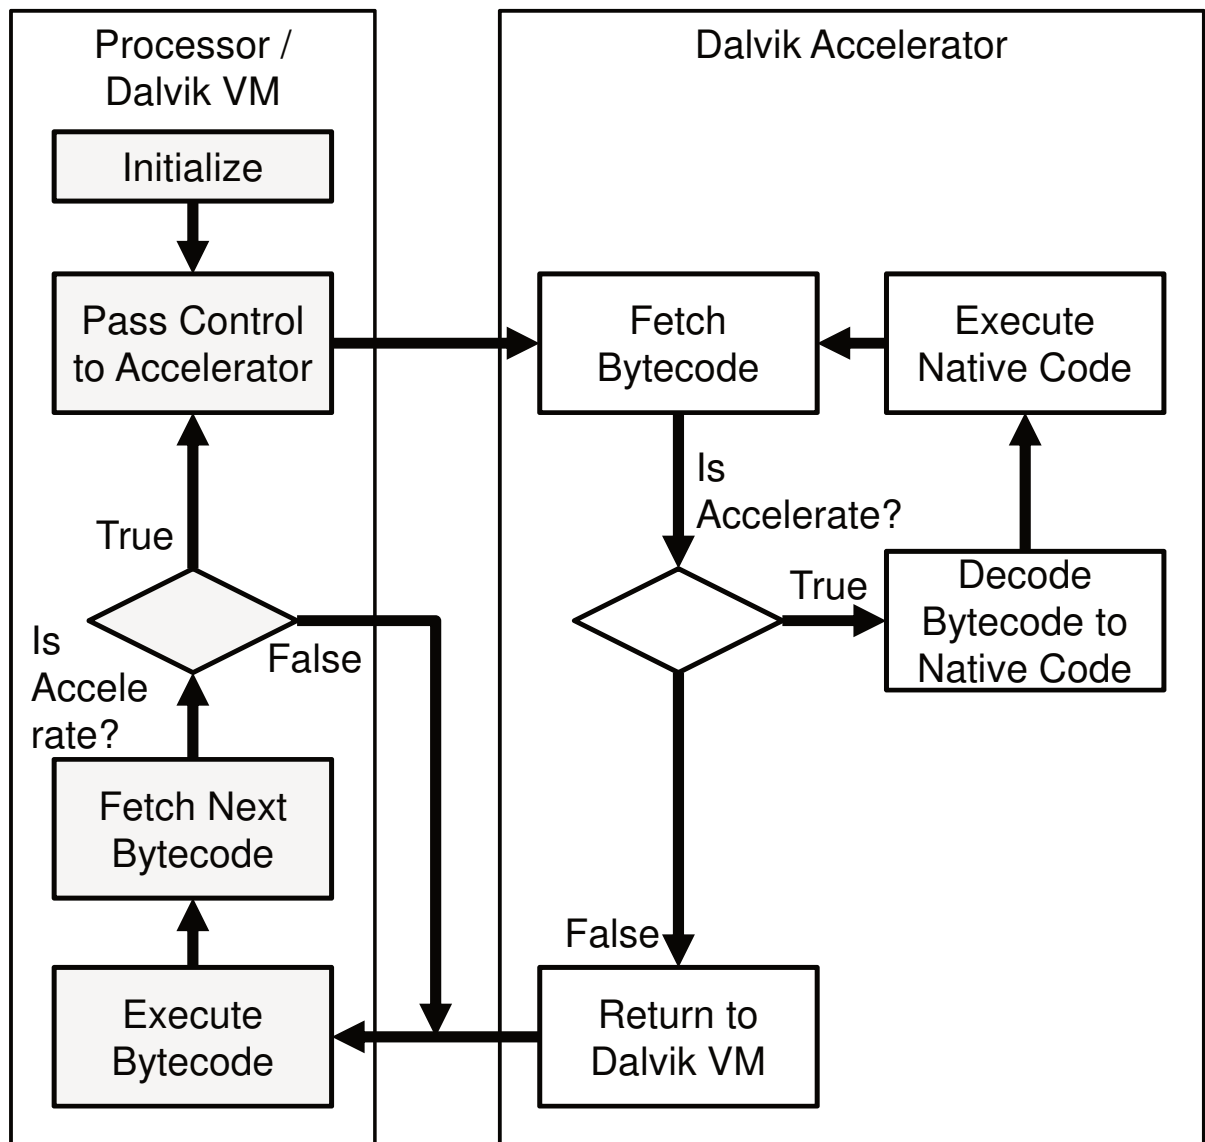 Processor /
Dalvik VM
Initialize
Pass Control
to Accelerator
True
Is
Accele
rate?
False
Fetch Next
Bytecode
Execute
Bytecode
Dalvik Accelerator
Fetch
Bytecode
Execute
Native Code
Is
Accelerate?
True
Decode
Bytecode to
Native Code
False
Return to
Dalvik VM